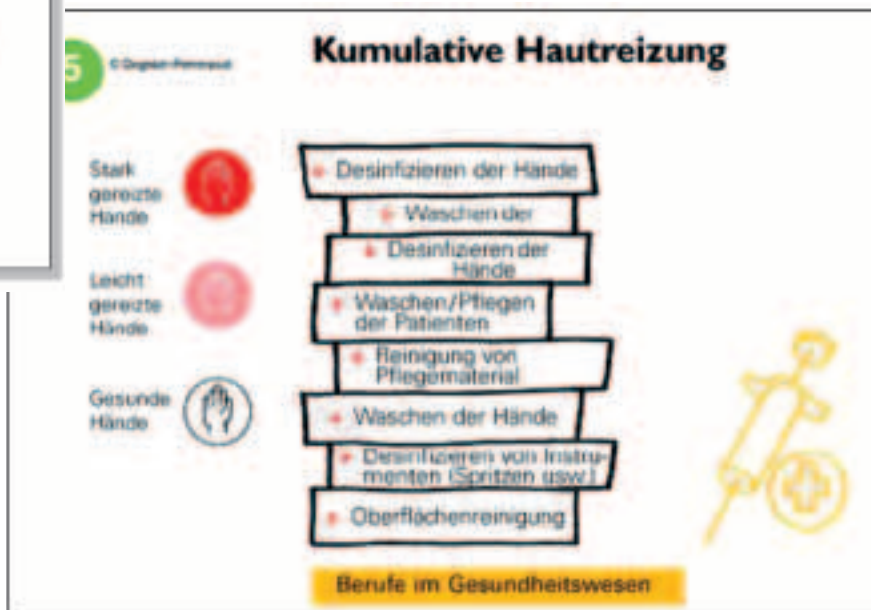 5
Kumulative Hautreizung
Stark
gereizte
Hände
Leicht
gereizte
Hände
Gesunde
Hände
+ Desinfizieren der Hände
+ Waschen der
+ Desinfizieren der
Hände
+ Waschen/Pflegen
der Patienten
+ Reinigung von
Pflegematerial
+ Waschen der Hände
+ Desinfizieren von Instru-
menten (Spritzen usw.)
+ Oberflächenreinigung
Berufe im Gesundheitswesen